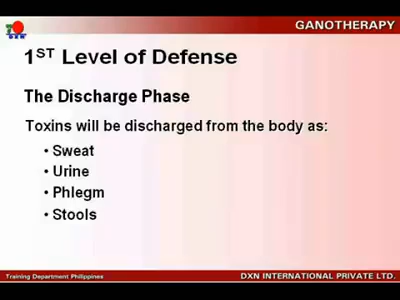 GANOTHERAPY
DXN
1ST Level of Defense
The Discharge Phase
Toxins will be discharged from the body as:
• Sweat
• Urine
• Phlegm
• Stools
Training Department Philippines
DXN INTERNATIONAL PRIVATE LTD.